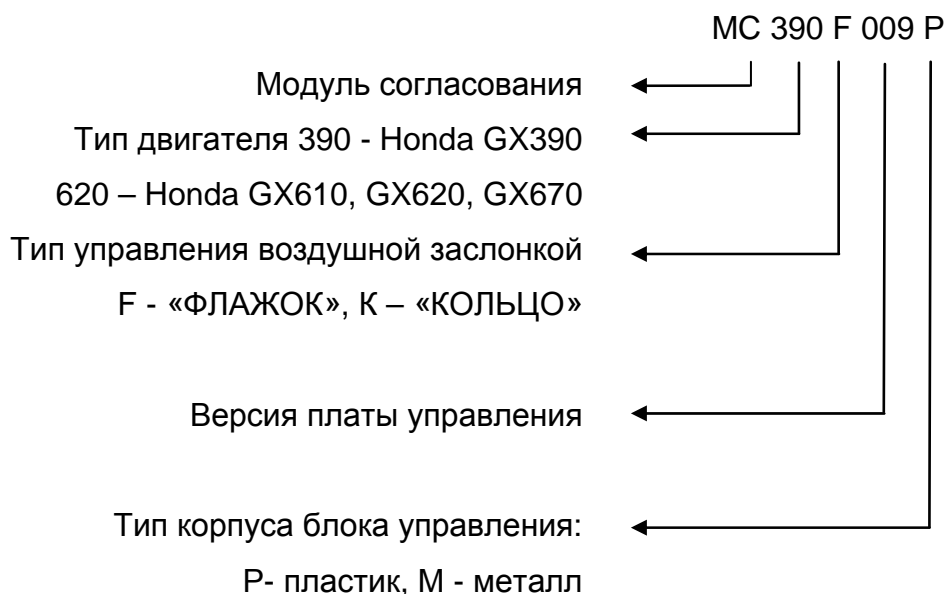 МС 390 F 009 P
Модуль согласования
Тип двигателя 390 - Honda GX390
620 – Honda GX610, GX620, GX670
Тип управления воздушной заслонкой
F - «ФЛАЖОК», К – «КОЛЬЦО»
Версия платы управления
Тип корпуса блока управления:
Р- пластик, М - металл